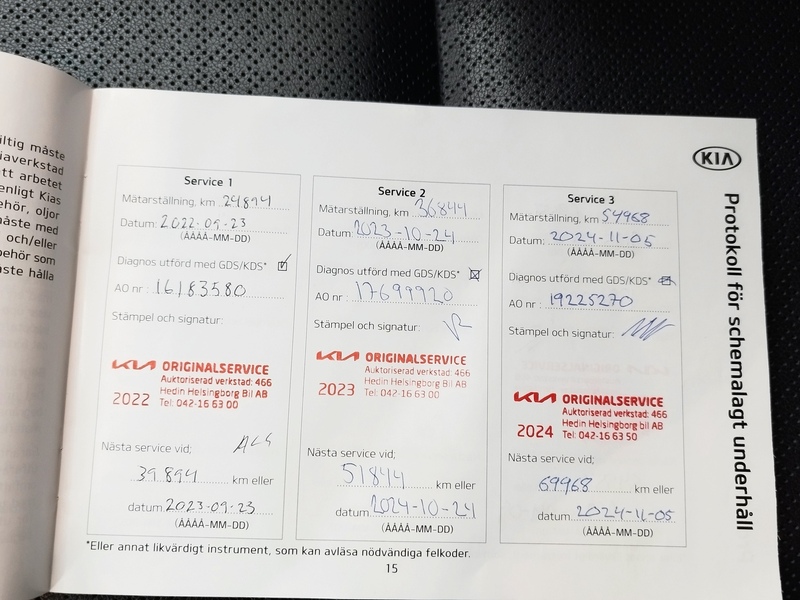 ltig måste
iaverkstad
tt arbetet
enligt Kias
ehör, oljor
måste med
och/eller
behör som
åste hålla
KIA
Protokoll för schemalagt underhåll
Service 1
Mätarställning, km 24894
Datum: 2022-09-23
(ÅÅÅÅ-MM-DD)
Diagnos utförd med GDS/KDS*
AO nr : 16183580
Stämpel och signatur:
KIA ORIGINALSERVICE
Auktoriserad verkstad: 466
Hedin Helsingborg Bil AB
2022 Tel: 042-16 63 00
Nästa service vid;
39.894 km eller
datum 2023-09-23
(ÅÅÅÅ-MM-DD)
Service 2
Mätarställning, km 36844
Datum: 2023-10-24
(ÅÅÅÅ-MM-DD)
Diagnos utförd med GDS/KDS*
AO nr : 17699920
Stämpel och signatur:
KIA ORIGINALSERVICE
Auktoriserad verkstad: 466
Hedin Helsingborg Bil AB
2023 Tel: 042-16 63 00
Nästa service vid;
51844 km eller
datum 2024-10-24
(ÅÅÅÅ-MM-DD)
Service 3
Mätarställning, km 54968
Datum: 2024-11-05
(ÅÅÅÅ-MM-DD)
Diagnos utförd med GDS/KDS*
AO nr : 19225270
Stämpel och signatur:
KIA ORIGINALSERVICE
Auktoriserad verkstad: 466
Hedin Helsingborg bil AB
2024 Tel: 042-16 63 50
Nästa service vid;
69968 km eller
datum: 2024-11-05
(ÅÅÅÅ-MM-DD)
*Eller annat likvärdigt instrument, som kan avläsa nödvändiga felkoder.
15